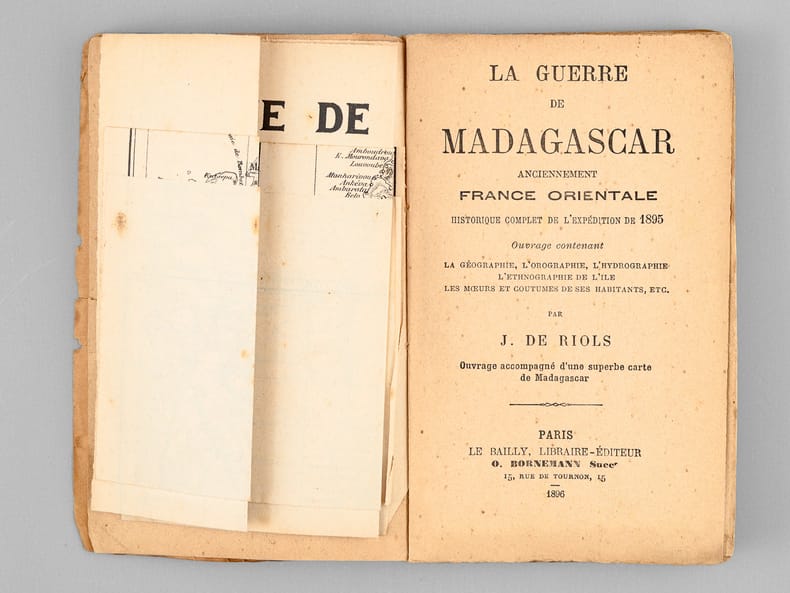 E DE
Ambararata
LA GUERRE
DE
MADAGASCAR
ANCIENNEMENT
FRANCE ORIENTALE
HISTORIQUE COMPLET DE L'EXPÉDITION DE 1895
Ouvrage contenant
LA GÉOGRAPHIE, L'OROGRAPHIE, L'HYDROGRAPHIE
L'ETHNOGRAPHIE DE L'ILE
LES MŒURS ET COUTUMES DE SES HABITANTS, ETC.
PAR
J. DE RIOLS
Ouvrage accompagné d'une superbe carte
de Madagascar
PARIS
LE BAILLY, LIBRAIRE-ÉDITEUR
O. BORNEMANN Succr
15, RUE DE TOURNON, 15
1896